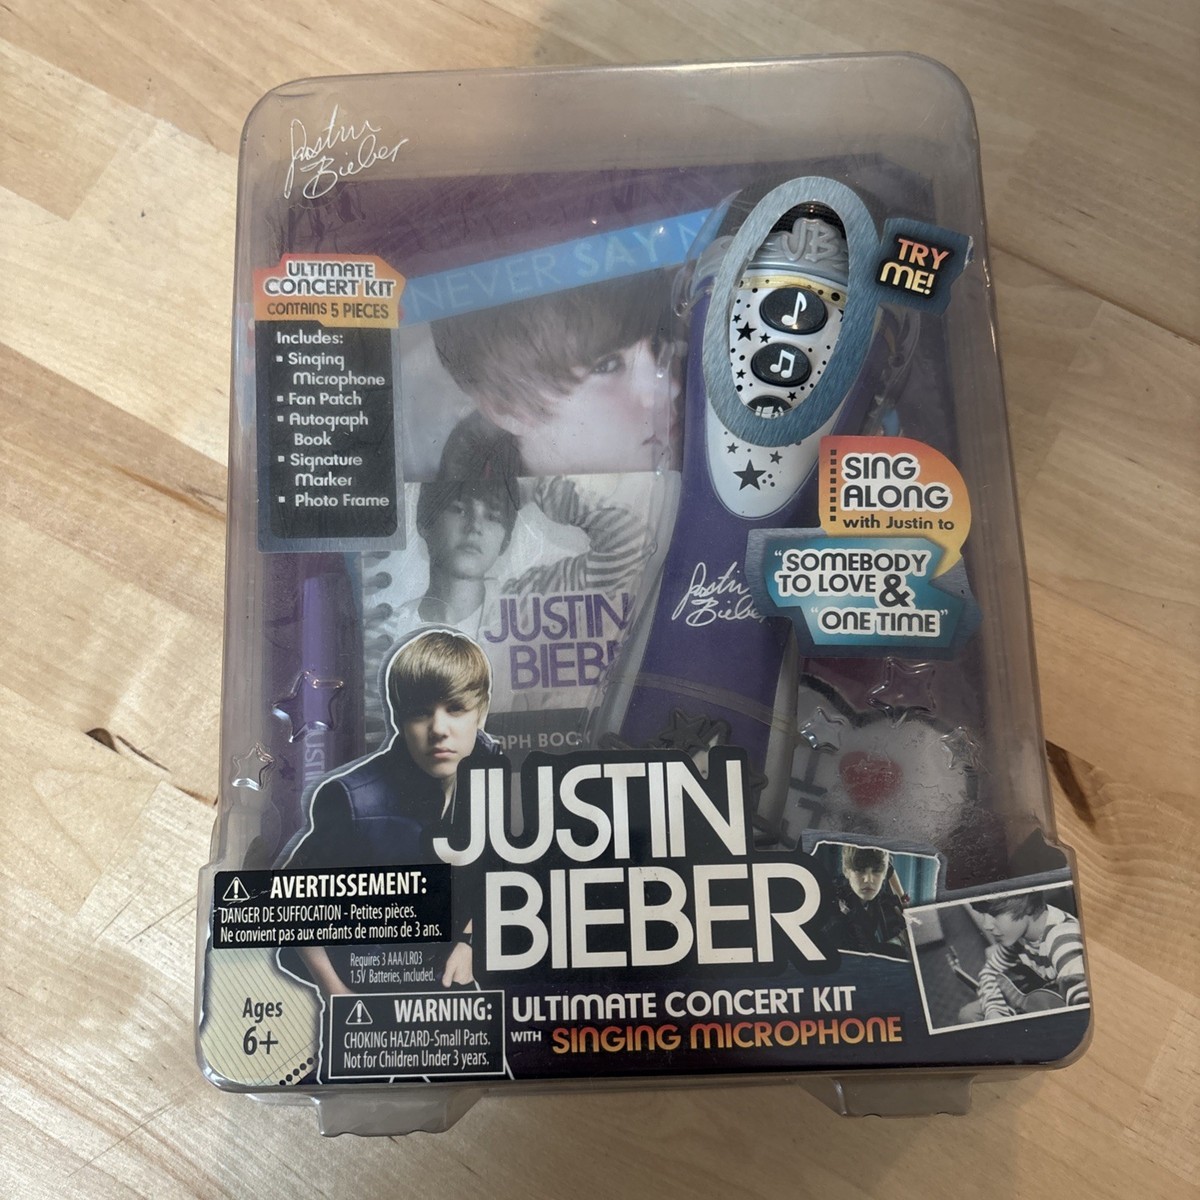 Justin
Bieber
NEVER SAY N
JB
TRY
ME!
ULTIMATE
CONCERT KIT
CONTAINS 5 PIECES
Includes:
▪ Singing
Microphone
▪ Fan Patch
▪ Autograph
Book
▪ Signature
Marker
▪ Photo Frame
SING
ALONG
with Justin to
"SOMEBODY
TO LOVE &
"ONE TIME"
Justin
Bieber
JUSTIN
BIEB
APH BOO
USTI
JUSTIN
BIEBER
AVERTISSEMENT:
DANGER DE SUFFOCATION - Petites pièces.
Ne convient pas aux enfants de moins de 3 ans.
Requires 3 AAA/LR03
1.5V Batteries, included.
Ages
6+
WARNING:
CHOKING HAZARD-Small Parts.
Not for Children Under 3 years.
ULTIMATE CONCERT KIT
WITH SINGING MICROPHONE